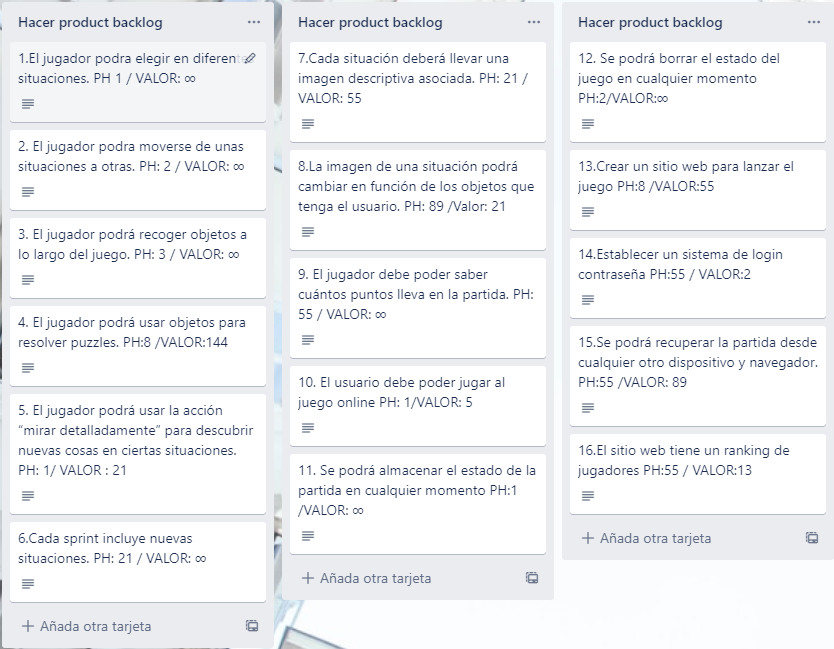 Hacer product backlog
1.El jugador podra elegir en diferentes
situaciones. PH 1 / VALOR: ∞
2. El jugador podra moverse de unas
situaciones a otras. PH: 2 / VALOR: ∞
3. El jugador podrá recoger objetos a
lo largo del juego. PH: 3 / VALOR: ∞
4. El jugador podrá usar objetos para
resolver puzzles. PH:8 /VALOR:144
5. El jugador podrá usar la acción
“mirar detalladamente” para descubrir
nuevas cosas en ciertas situaciones.
PH: 1/ VALOR : 21
6.Cada sprint incluye nuevas
situaciones. PH: 21 / VALOR: ∞
+ Añada otra tarjeta
Hacer product backlog
7.Cada situación deberá llevar una
imagen descriptiva asociada. PH: 21 /
VALOR: 55
8.La imagen de una situación podrá
cambiar en función de los objetos que
tenga el usuario. PH: 89 /Valor: 21
9. El jugador debe poder saber
cuántos puntos lleva en la partida. PH:
55 / VALOR: ∞
10. El usuario debe poder jugar al
juego online PH: 1/VALOR: 5
11. Se podrá almacenar el estado de la
partida en cualquier momento PH:1
/VALOR: ∞
+ Añada otra tarjeta
Hacer product backlog
12. Se podrá borrar el estado del
juego en cualquier momento
PH:2/VALOR:∞
13.Crear un sitio web para lanzar el
juego PH:8 /VALOR:55
14.Establecer un sistema de login
contraseña PH:55 / VALOR:2
15.Se podrá recuperar la partida desde
cualquier otro dispositivo y navegador.
PH:55 /VALOR: 89
16.El sitio web tiene un ranking de
jugadores PH:55 / VALOR:13
+ Añada otra tarjeta